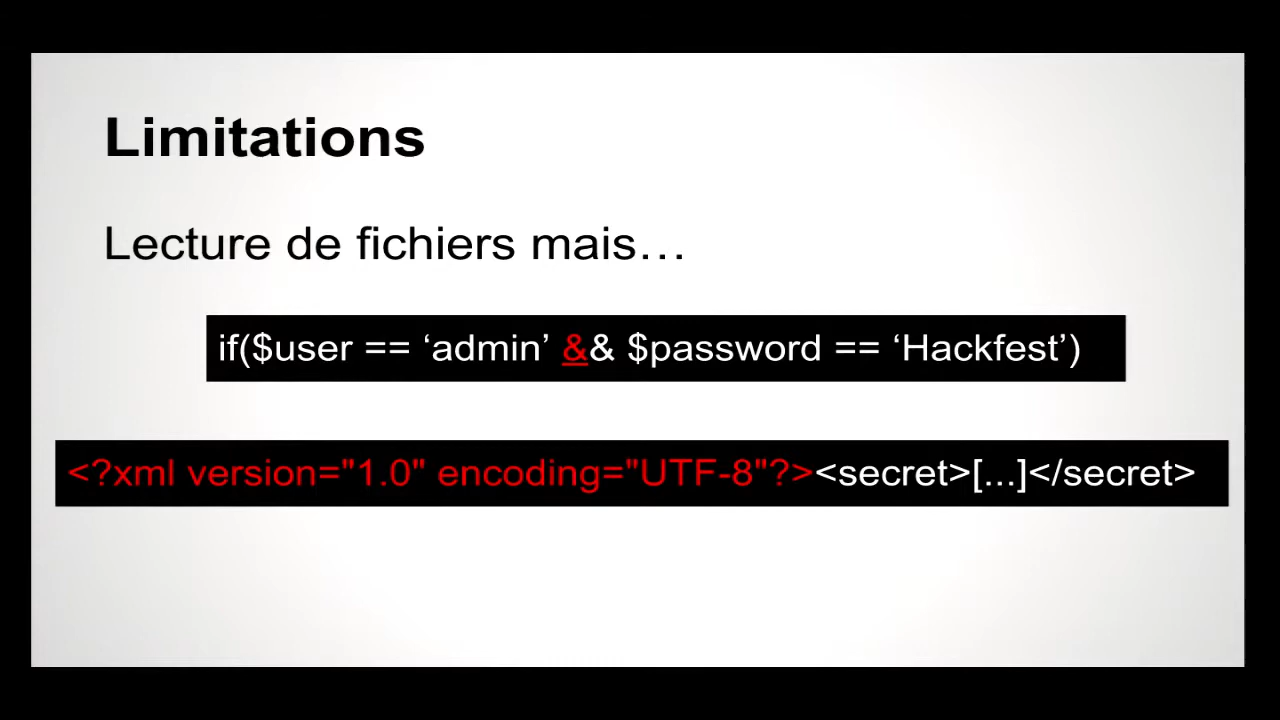 Limitations
Lecture de fichiers mais…
if($user == ‘admin’ && $password == ‘Hackfest’)
<?xml version="1.0" encoding="UTF-8"?><secret>[...]</secret>